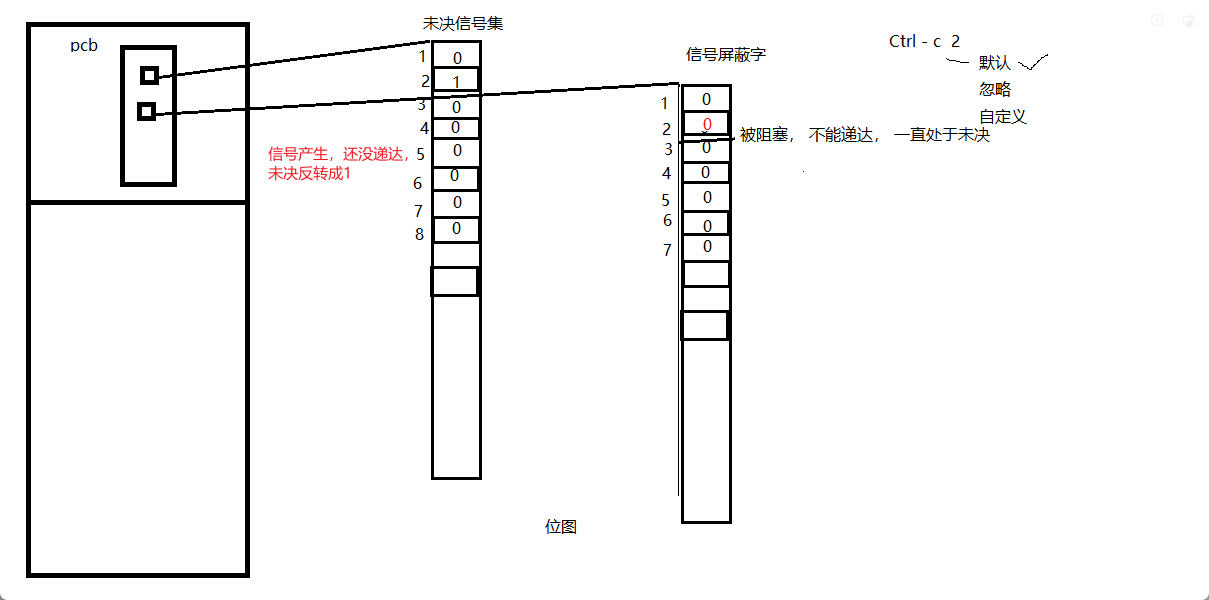 pcb
未决信号集
1 0
2 1
3 0
4 0
5 0
6 0
7 0
8 0
信号产生，还没递达，
未决反转成1
信号屏蔽字
1 0
2 0
3 0
4 0
5 0
6 0
7 0
被阻塞， 不能递达， 一直处于未决
Ctrl - c 2
默认
忽略
自定义
位图